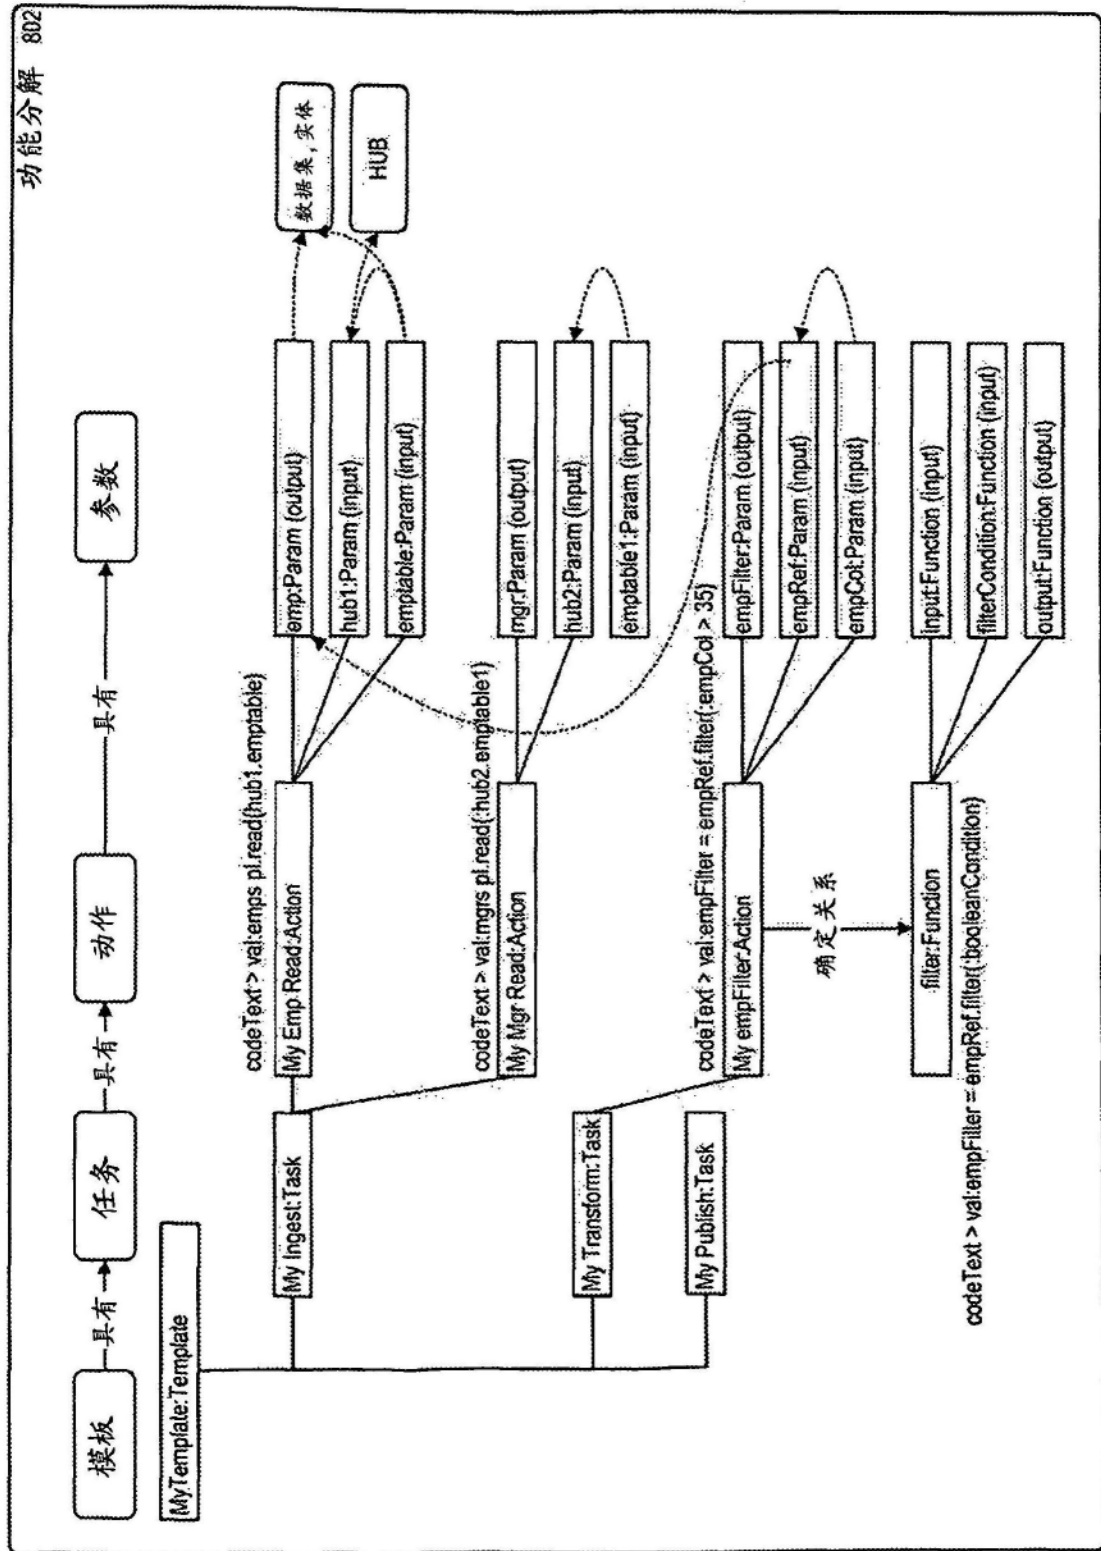 功能分解 802
模板
具有
任务
具有
动作
具有
参数
MyTemplate:Template
My Ingest:Task
codeText > val:emps pl.read(hub1.emptable)
My Emp.Read:Action
emp:Param (output)
hub1:Param (input)
emptable:Param (input)
数据集,实体
HUB
codeText > val:mgrs pl.read(:hub2.emptable1)
My Mgr Read:Action
mgr:Param (output)
hub2:Param (input)
emptable1:Param (input)
My Transform:Task
My Publish:Task
codeText > val:empFilter = empRef.filter(:empCol > 35)
My empFilter:Action
empFilter:Param (output)
empRef:Param (input)
empCol:Param (input)
确定关系
filter:Function
input:Function (input)
filterCondition:Function (input)
output:Function (output)
codeText > val:empFilter = empRef.filter(:booleanCondition)